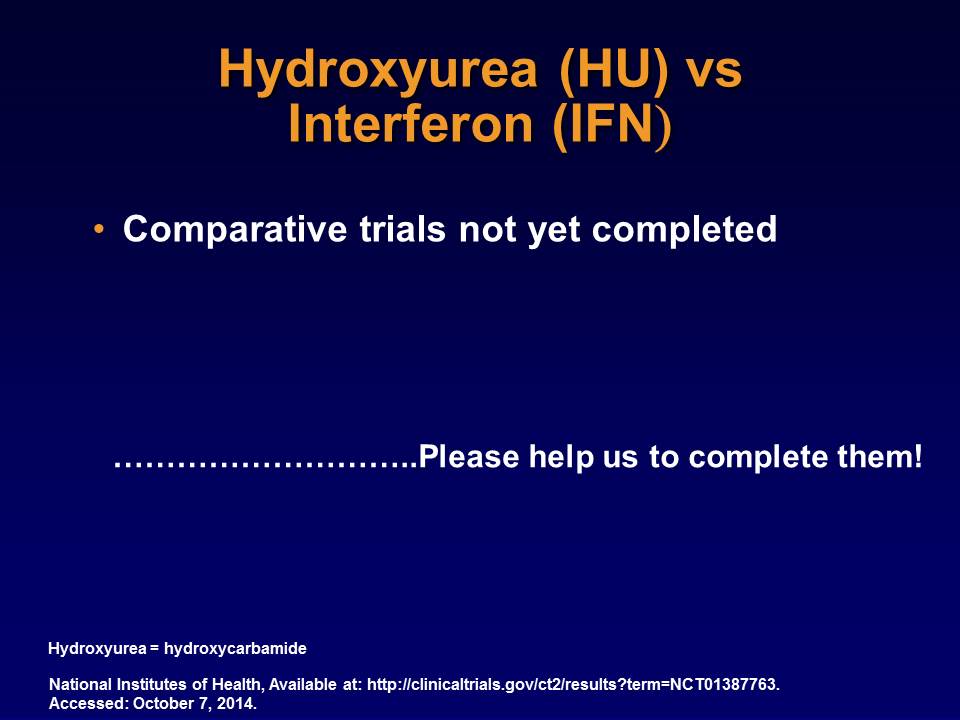 Hydroxyurea (HU) vs
Interferon (IFN)
• Comparative trials not yet completed
…………………………..Please help us to complete them!
Hydroxyurea = hydroxycarbamide
National Institutes of Health, Available at: http://clinicaltrials.gov/ct2/results?term=NCT01387763.
Accessed: October 7, 2014.